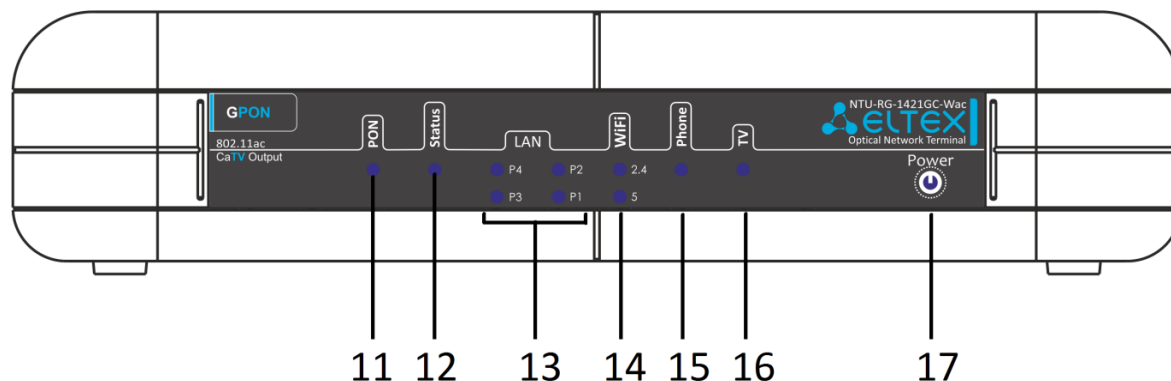 GPON
802.11ac
CaTV Output
PON
Status
LAN
P4
P2
P3
P1
WiFi
2.4
5
Phone
TV
NTU-RG-1421GC-Wac
ELTEX
Optical Network Terminal
Power
11 12 13 14 15 16 17